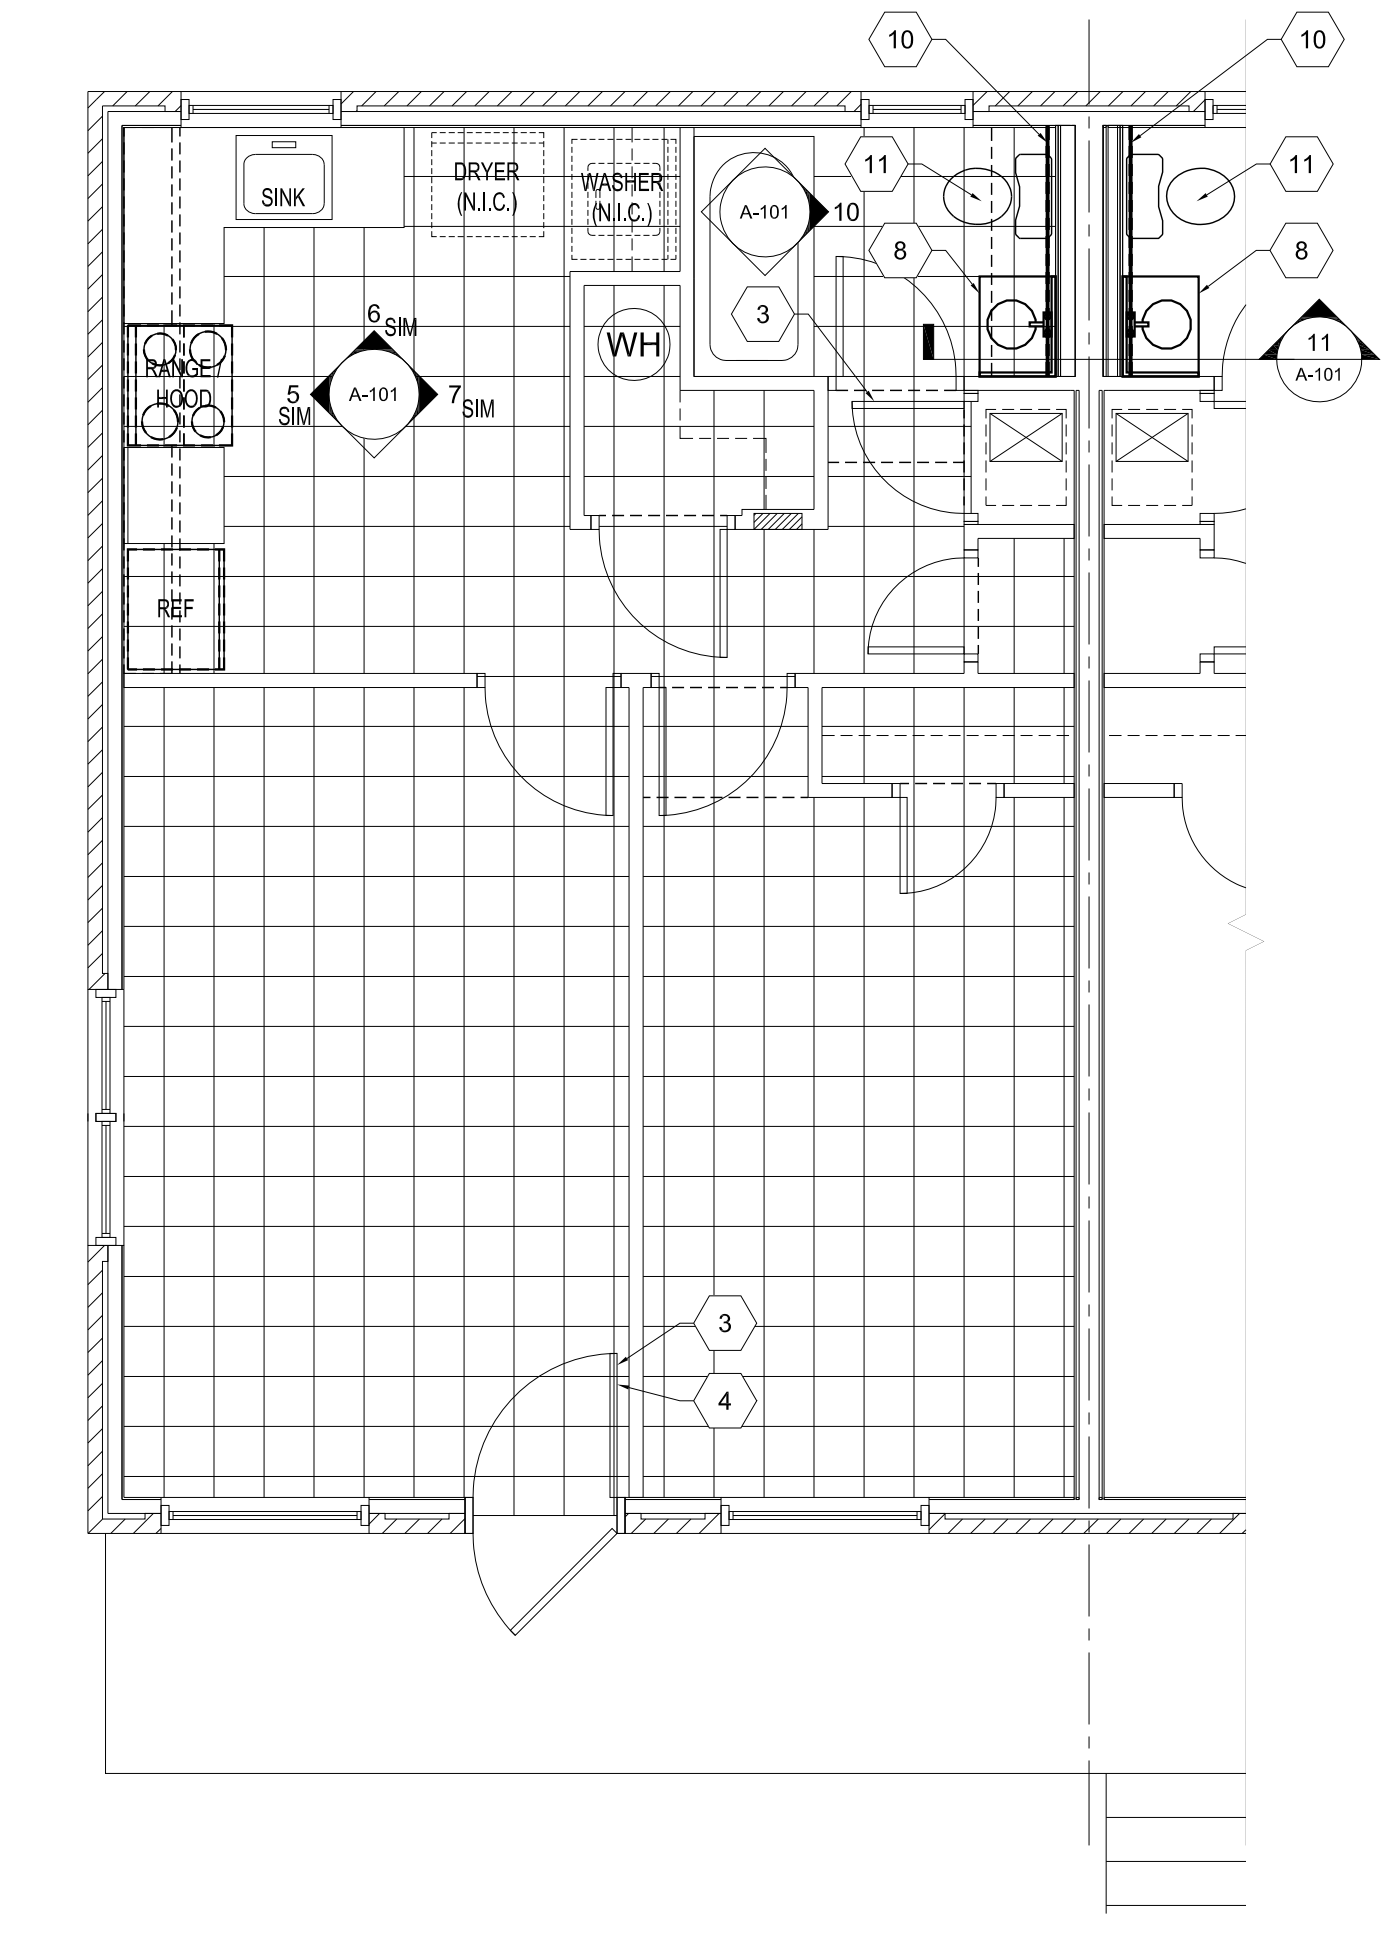 10
10
DRYER
(N.I.C.)
WASHER
(N.I.C.)
SINK
11
11
A-101
10
8
8
3
6
SIM
WH
11
A-101
RANGE /
HOOD
5
SIM
A-101
7
SIM
REF
3
4